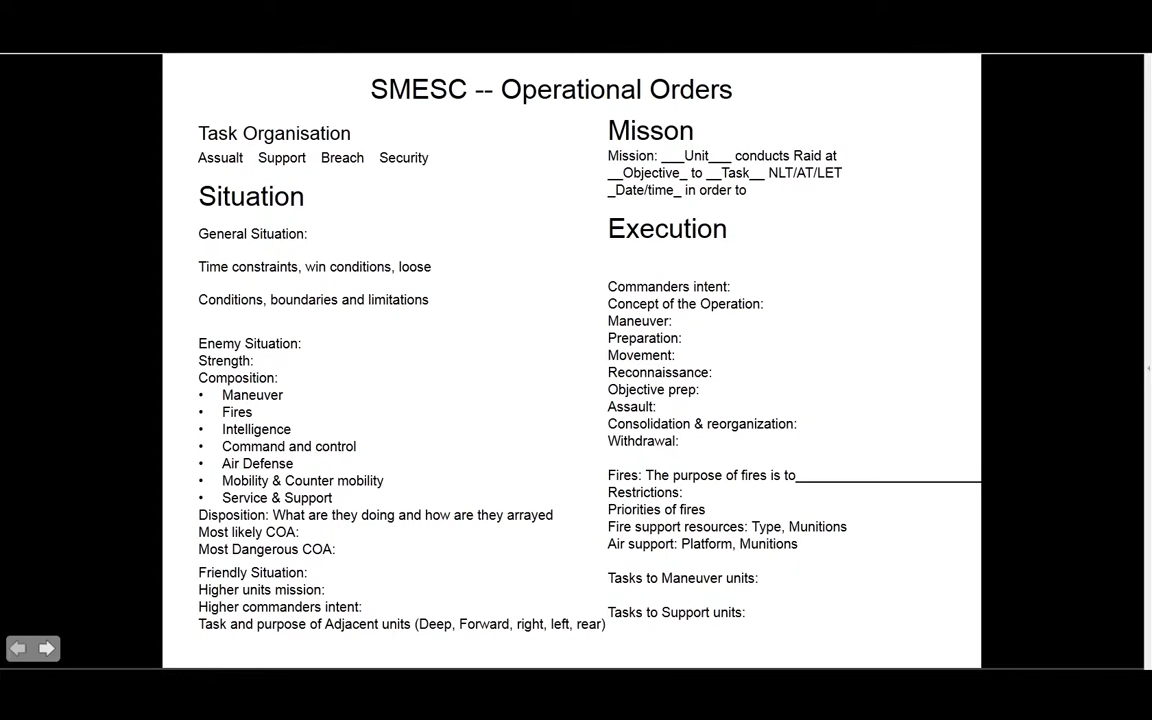 SMESC -- Operational Orders
Task Organisation
Assualt Support Breach Security
Situation
General Situation:
Time constraints, win conditions, loose
Conditions, boundaries and limitations
Enemy Situation:
Strength:
Composition:
• Maneuver
• Fires
• Intelligence
• Command and control
• Air Defense
• Mobility & Counter mobility
• Service & Support
Disposition: What are they doing and how are they arrayed
Most likely COA:
Most Dangerous COA:
Friendly Situation:
Higher units mission:
Higher commanders intent:
Task and purpose of Adjacent units (Deep, Forward, right, left, rear)
Misson
Mission: ___Unit___ conducts Raid at
__Objective_ to __Task__ NLT/AT/LET
_Date/time_ in order to
Execution
Commanders intent:
Concept of the Operation:
Maneuver:
Preparation:
Movement:
Reconnaissance:
Objective prep:
Assault:
Consolidation & reorganization:
Withdrawal:
Fires: The purpose of fires is to________________________
Restrictions:
Priorities of fires
Fire support resources: Type, Munitions
Air support: Platform, Munitions
Tasks to Maneuver units:
Tasks to Support units: